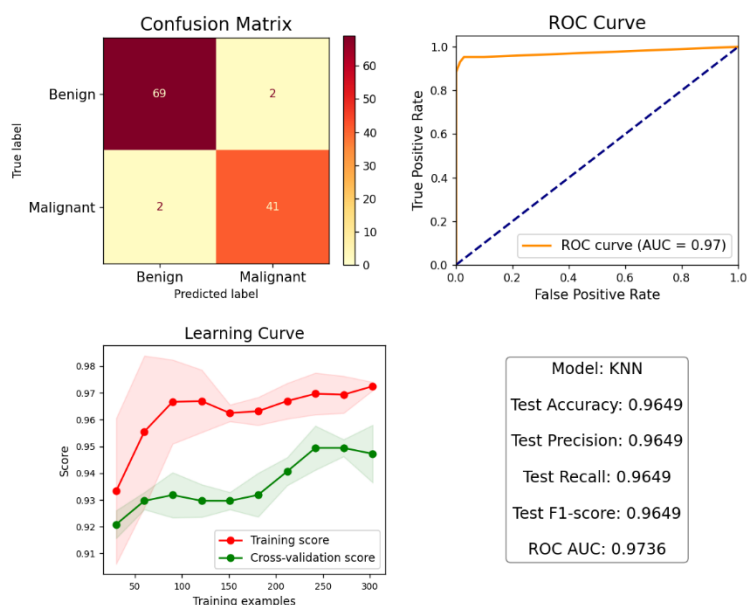 Confusion Matrix
True label
Benign
Malignant
69
2
2
41
Benign
Malignant
Predicted label
60
50
40
30
20
10
0
ROC Curve
True Positive Rate
1.0
0.8
0.6
0.4
0.2
0.0
0.0
0.2
0.4
0.6
0.8
1.0
False Positive Rate
ROC curve (AUC = 0.97)
Learning Curve
Score
0.98
0.97
0.96
0.95
0.94
0.93
0.92
0.91
50
100
150
200
250
300
Training examples
Training score
Cross-validation score
Model: KNN
Test Accuracy: 0.9649
Test Precision: 0.9649
Test Recall: 0.9649
Test F1-score: 0.9649
ROC AUC: 0.9736